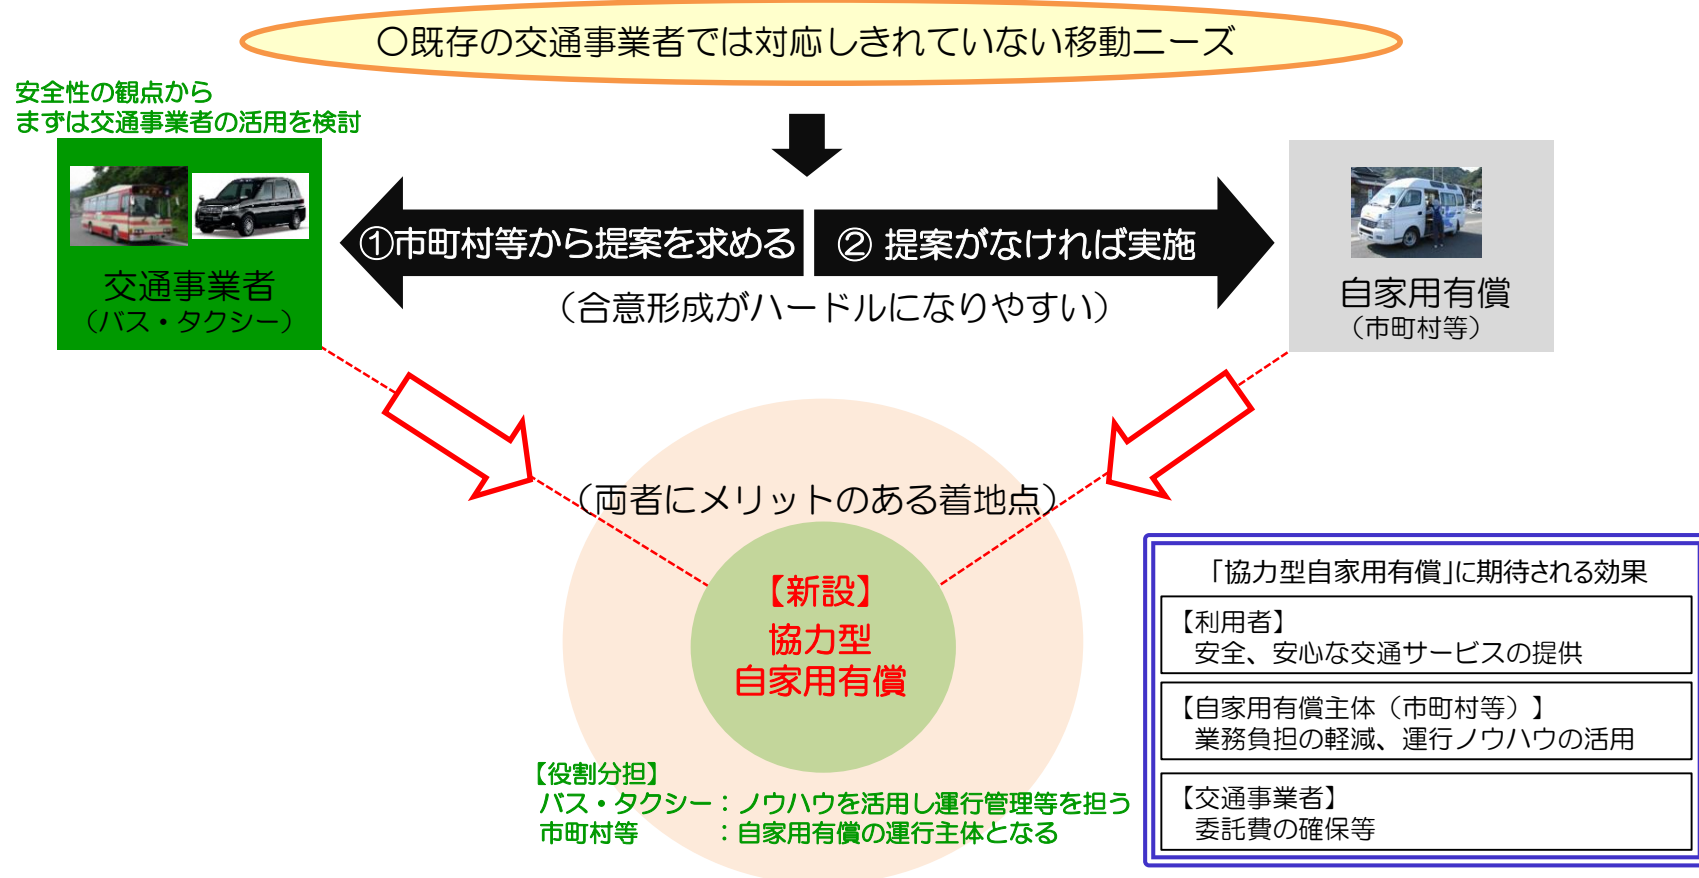 〇既存の交通事業者では対応しきれていない移動ニーズ
安全性の観点から
まずは交通事業者の活用を検討
交通事業者
（バス・タクシー）
①市町村等から提案を求める
② 提案がなければ実施
（合意形成がハードルになりやすい）
自家用有償
（市町村等）
（両者にメリットのある着地点）
【新設】
協力型
自家用有償
【役割分担】
バス・タクシー：ノウハウを活用し運行管理等を担う
市町村等　　　：自家用有償の運行主体となる
「協力型自家用有償」に期待される効果
【利用者】
安全、安心な交通サービスの提供
【自家用有償主体（市町村等）】
業務負担の軽減、運行ノウハウの活用
【交通事業者】
委託費の確保等